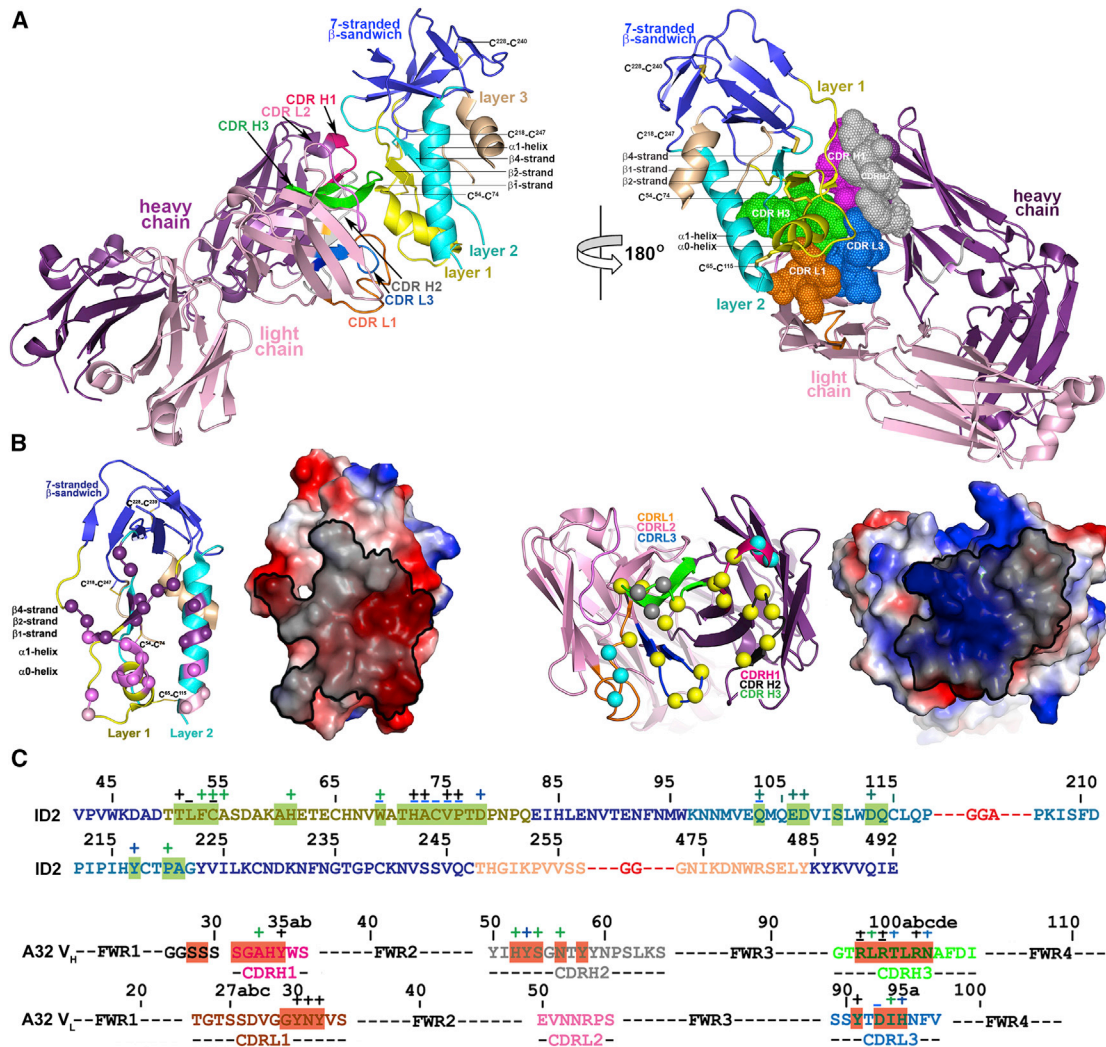 A
7-stranded
β-sandwich
C228-C240
CDR H1
CDR L2
CDR H3
layer 3
C218-C247
α1-helix
β4-strand
β2-strand
β1-strand
C54-C74
heavy
chain
layer 2
layer 1
CDR H2
CDR L3
CDR L1
light
chain
180°
7-stranded
β-sandwich
C228-C240
layer 1
C218-C247
β4-strand
β1-strand
β2-strand
C54-C74
CDR H1
CDRH2
CDR H3
α1-helix
α0-helix
CDR L3
C65-C115
CDR L1
layer 2
heavy
chain
light
chain
B
7-stranded
β-sandwich
C228-C240
C218-C247
β4-strand
β2-strand
β1-strand
C54-C74
α1-helix
α0-helix
C65-C115
Layer 1 Layer 2
CDRL1
CDRL2
CDRL3
CDRH1
CDR H2
CDR H3
C
45 55 65 75 85 95 105 115 210
ID2 VPVWKDADTTLFCASDAKAHETECHNVWATHACVPTDPNPQEIHLENVTENFNMWKNNMVEQMQEDVISLWDQCLQP----GGA----PKISFD
215 225 235 245 255 475 485 492
ID2 PIPIHYCTPAGYVILKCNDKNFNGTGPCKNVSSVQCTHGIKPVVSS---GG---GNIKDNWRSELYKYKVVQIE
30 35ab 40 50 60 90 100abcde 110
A32 VH --FWR1--GGSSSSGAHYWS----FWR2----YIHYSGNTYYNPSLKS------FWR3------GTRLRTLRNAFDI----FWR4--
CDRH1 CDRH2 CDRH3
20 27abc 30 40 50 90 95a 100
A32 VL --FWR1----TGTSSDVGGYNYVS------FWR2------EVNNRPS--------FWR3--------SSYTDIHNFV----FWR4--
CDRL1 CDRL2 CDRL3